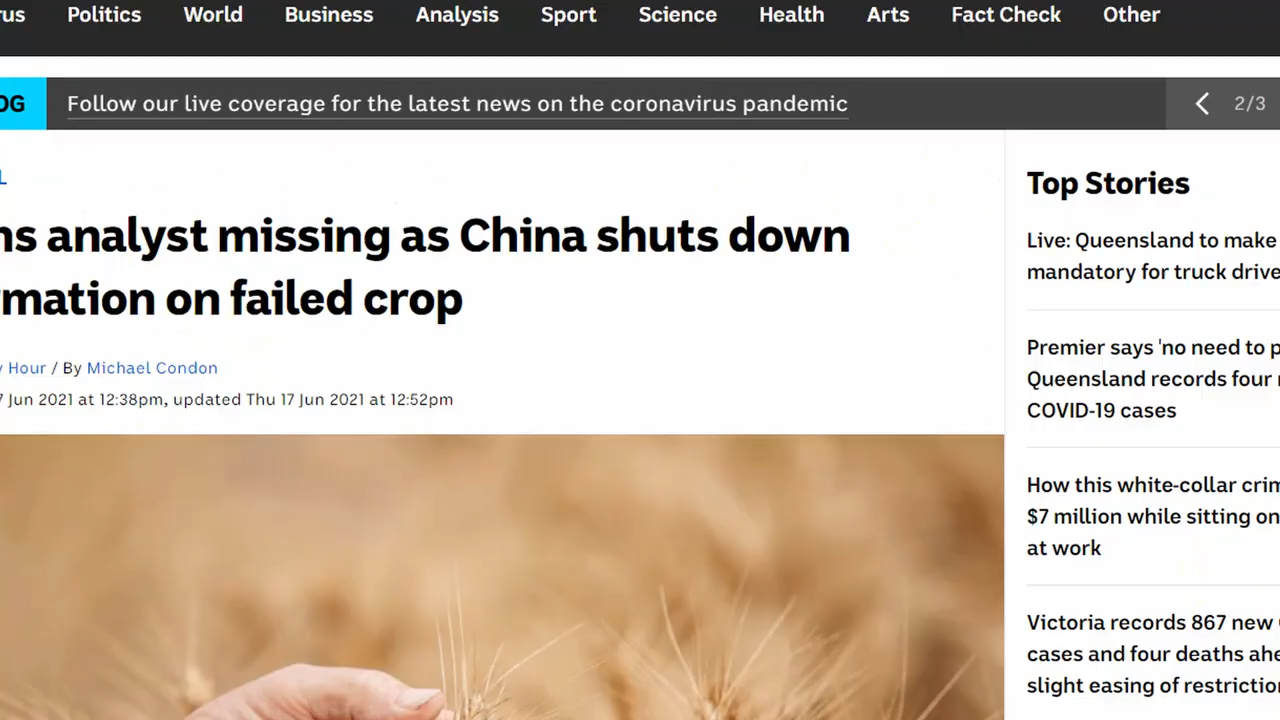 rus Politics World Business Analysis Sport Science Health Arts Fact Check Other
OG Follow our live coverage for the latest news on the coronavirus pandemic 2/3
L
ns analyst missing as China shuts down
rmation on failed crop
y Hour / By Michael Condon
7 Jun 2021 at 12:38pm, updated Thu 17 Jun 2021 at 12:52pm
Top Stories
Live: Queensland to make
mandatory for truck drive
Premier says 'no need to p
Queensland records four
COVID-19 cases
How this white-collar crim
$7 million while sitting on
at work
Victoria records 867 new
cases and four deaths ahe
slight easing of restriction